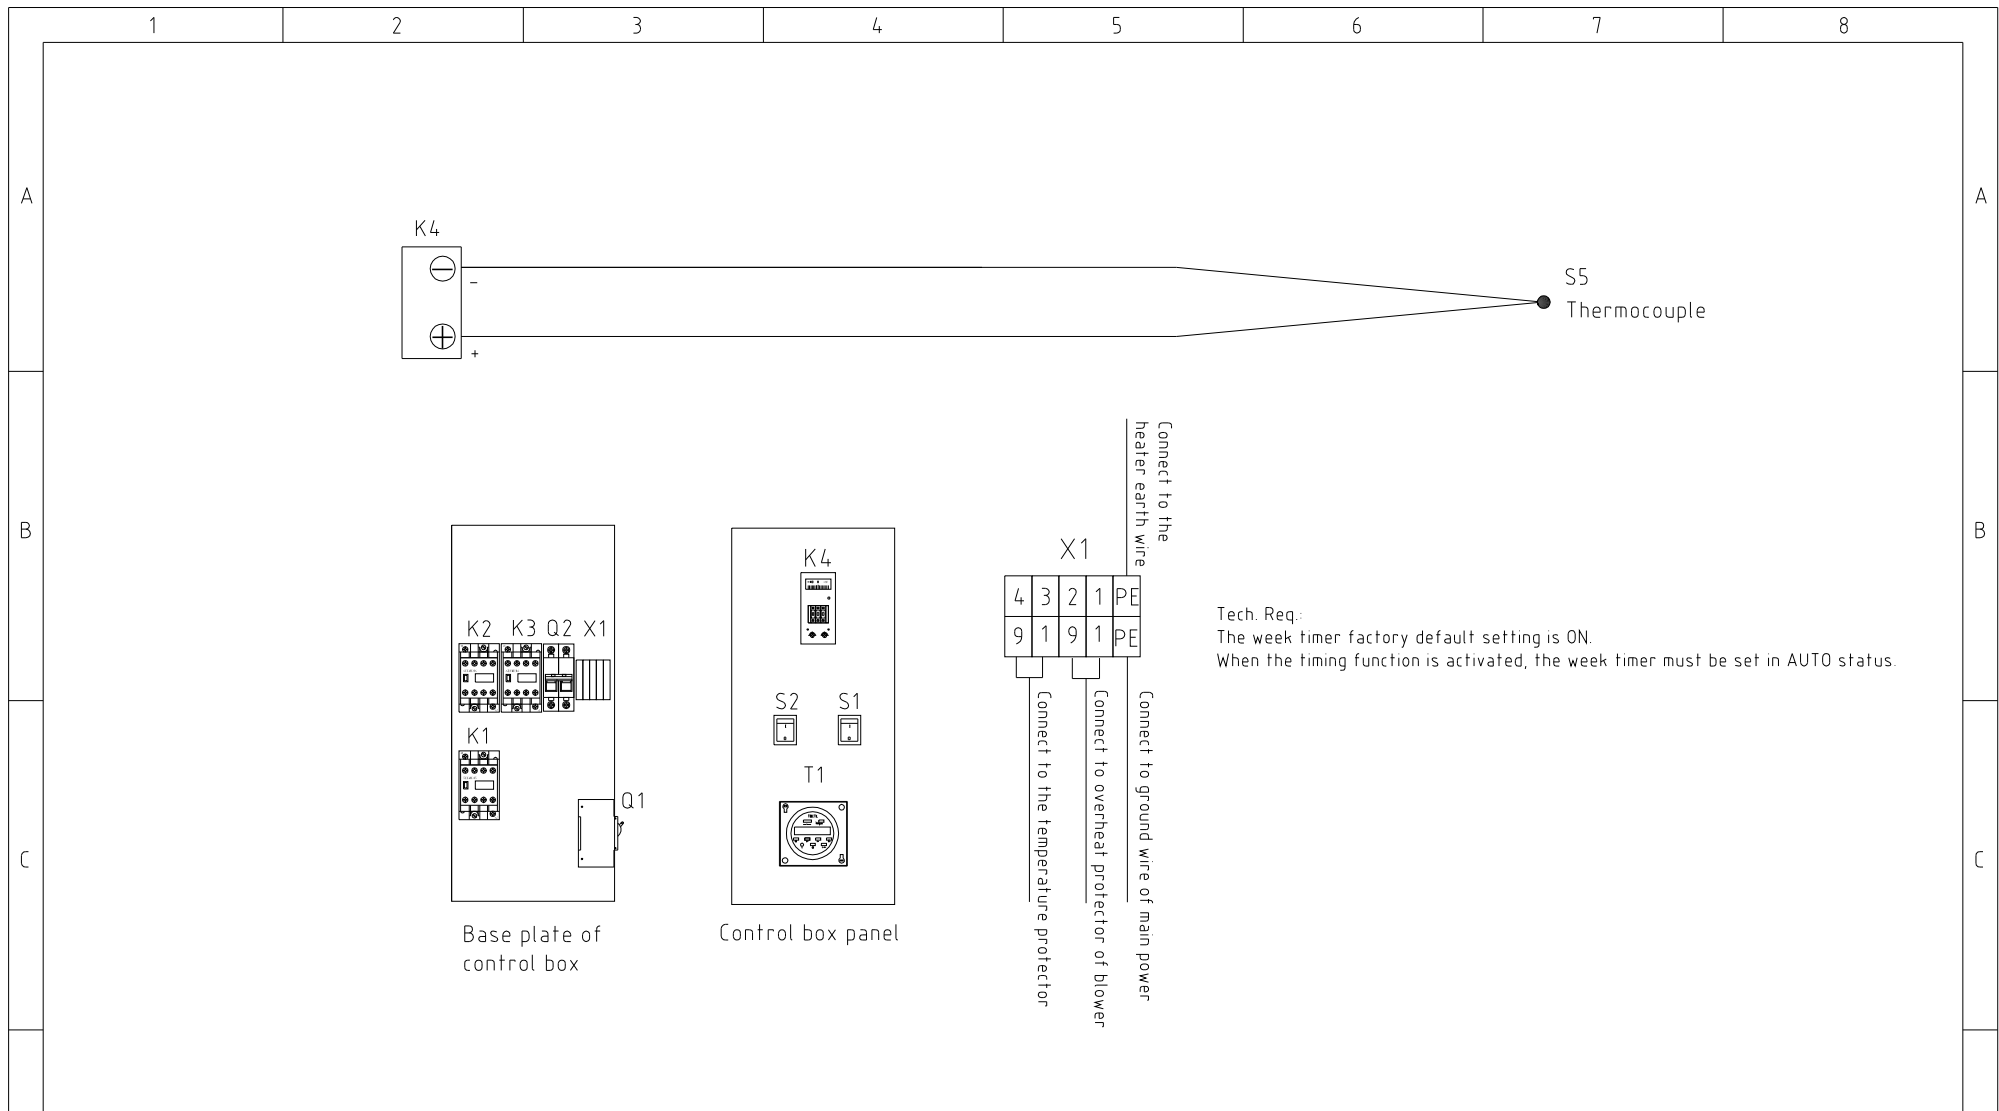 1 2 3 4 5 6 7 8
A A
K4
-
+
S5
Thermocouple
B B
Connect to the
heater earth wire
X1
4 3 2 1 PE
9 1 9 1 PE
Connect to the temperature protector
Connect to overheat protector of blower
Connect to ground wire of main power
Tech. Req.:
The week timer factory default setting is ON.
When the timing function is activated, the week timer must be set in AUTO status.
K2 K3 Q2 X1
K1
Q1
Base plate of
control box
K4
S2 S1
T1
Control box panel
C C